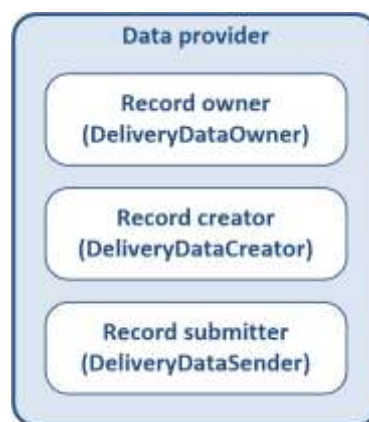 Data provider
Record owner
(DeliveryDataOwner)
Record creator
(DeliveryDataCreator)
Record submitter
(DeliveryDataSender)